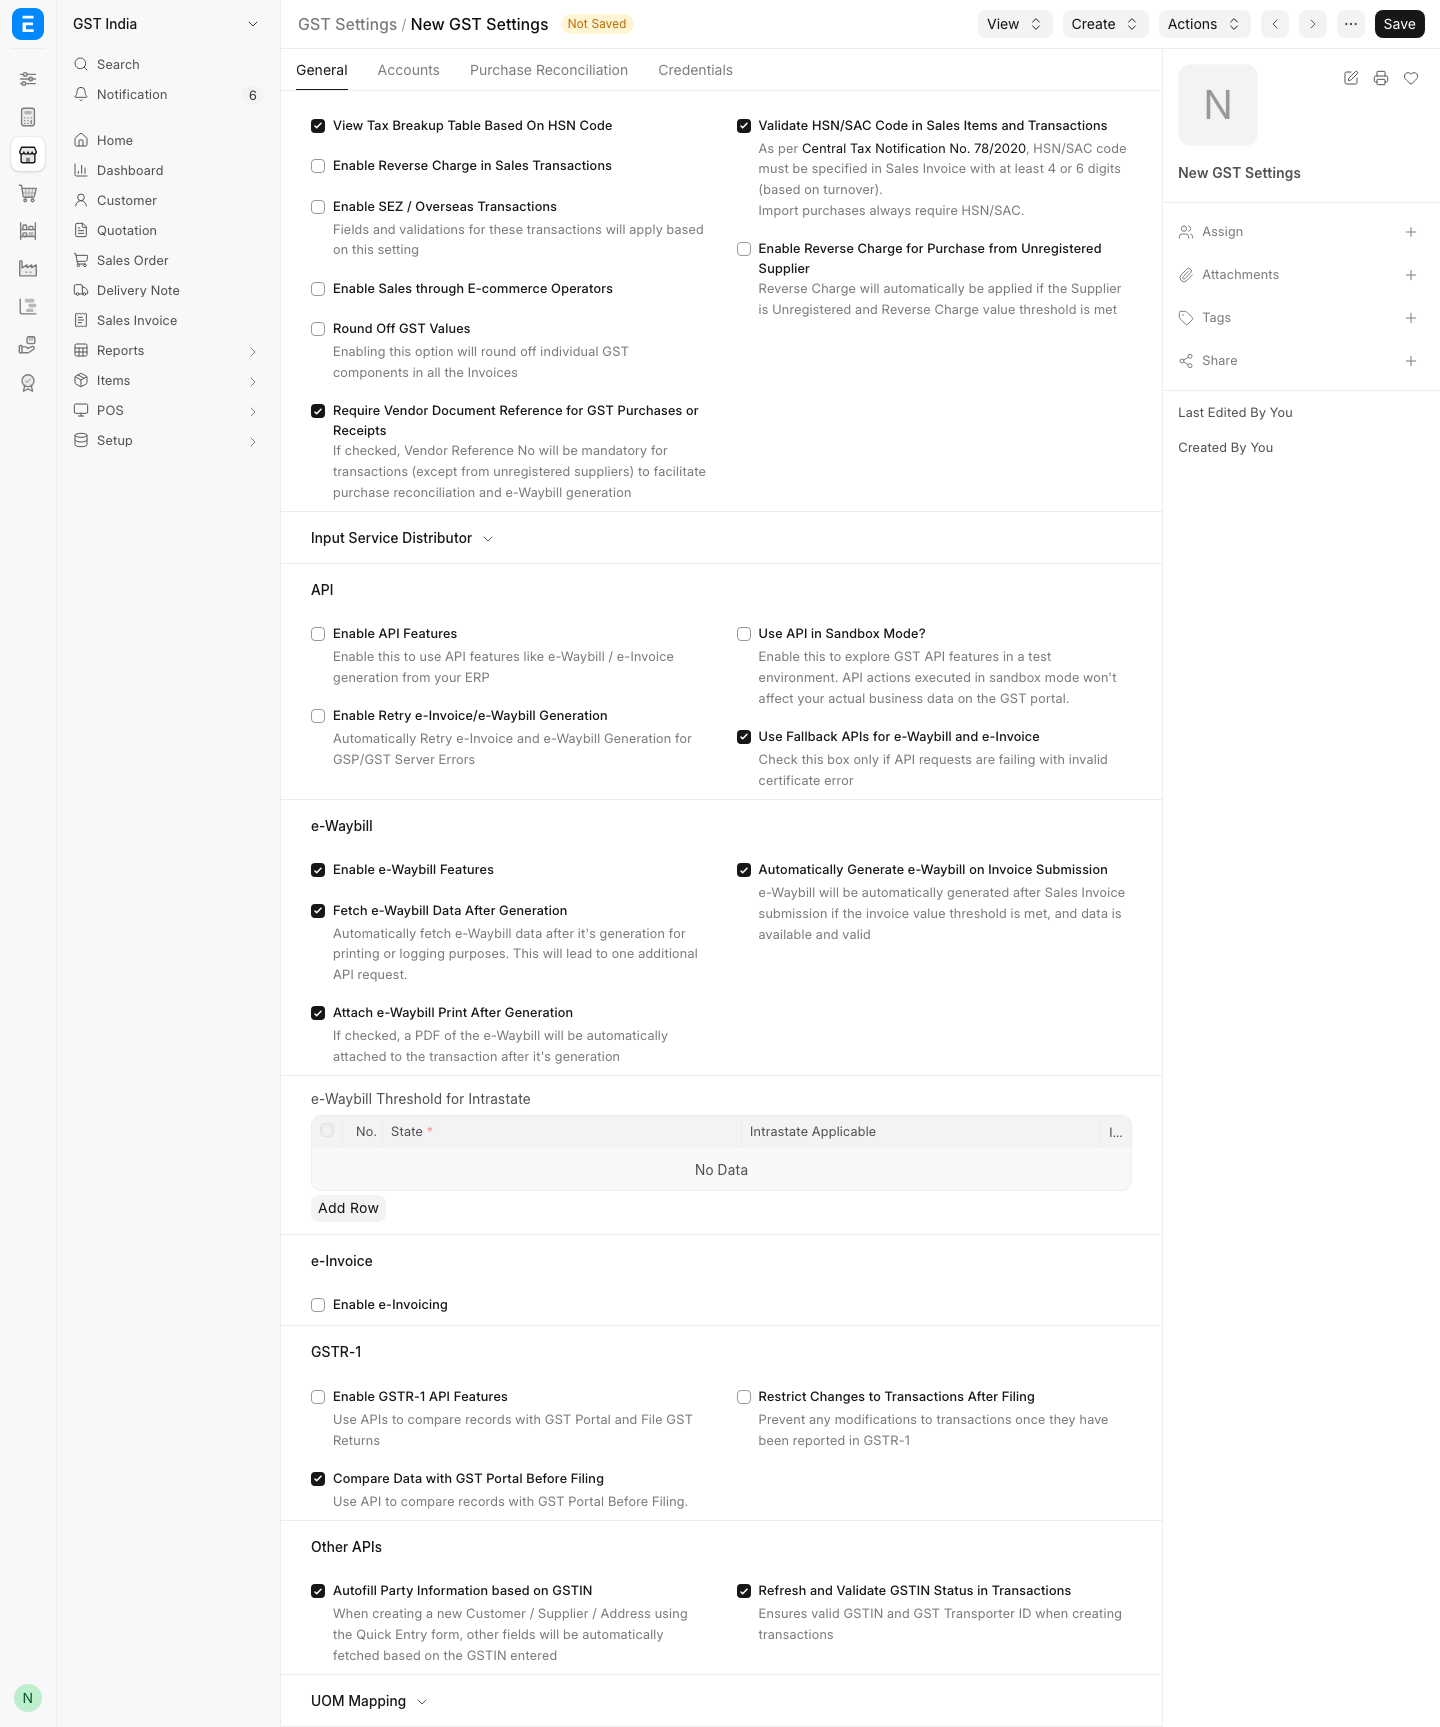 GST India
Search
Notification
6
Home
Dashboard
Customer
Quotation
Sales Order
Delivery Note
Sales Invoice
Reports
Items
POS
Setup
N
GST Settings / New GST Settings
Not Saved
View
Create
Actions
Save
General
Accounts
Purchase Reconciliation
Credentials
View Tax Breakup Table Based On HSN Code
Enable Reverse Charge in Sales Transactions
Enable SEZ / Overseas Transactions
Fields and validations for these transactions will apply based
on this setting
Enable Sales through E-commerce Operators
Round Off GST Values
Enabling this option will round off individual GST
components in all the Invoices
Require Vendor Document Reference for GST Purchases or
Receipts
If checked, Vendor Reference No will be mandatory for
transactions (except from unregistered suppliers) to facilitate
purchase reconciliation and e-Waybill generation
Validate HSN/SAC Code in Sales Items and Transactions
As per Central Tax Notification No. 78/2020, HSN/SAC code
must be specified in Sales Invoice with at least 4 or 6 digits
(based on turnover).
Import purchases always require HSN/SAC.
Enable Reverse Charge for Purchase from Unregistered
Supplier
Reverse Charge will automatically be applied if the Supplier
is Unregistered and Reverse Charge value threshold is met
Input Service Distributor
API
Enable API Features
Enable this to use API features like e-Waybill / e-Invoice
generation from your ERP
Enable Retry e-Invoice/e-Waybill Generation
Automatically Retry e-Invoice and e-Waybill Generation for
GSP/GST Server Errors
Use API in Sandbox Mode?
Enable this to explore GST API features in a test
environment. API actions executed in sandbox mode won't
affect your actual business data on the GST portal.
Use Fallback APIs for e-Waybill and e-Invoice
Check this box only if API requests are failing with invalid
certificate error
e-Waybill
Enable e-Waybill Features
Fetch e-Waybill Data After Generation
Automatically fetch e-Waybill data after it's generation for
printing or logging purposes. This will lead to one additional
API request.
Attach e-Waybill Print After Generation
If checked, a PDF of the e-Waybill will be automatically
attached to the transaction after it's generation
Automatically Generate e-Waybill on Invoice Submission
e-Waybill will be automatically generated after Sales Invoice
submission if the invoice value threshold is met, and data is
available and valid
e-Waybill Threshold for Intrastate
No.
State *
Intrastate Applicable
I...
No Data
Add Row
e-Invoice
Enable e-Invoicing
GSTR-1
Enable GSTR-1 API Features
Use APIs to compare records with GST Portal and File GST
Returns
Compare Data with GST Portal Before Filing
Use API to compare records with GST Portal Before Filing.
Restrict Changes to Transactions After Filing
Prevent any modifications to transactions once they have
been reported in GSTR-1
Other APIs
Autofill Party Information based on GSTIN
When creating a new Customer / Supplier / Address using
the Quick Entry form, other fields will be automatically
fetched based on the GSTIN entered
Refresh and Validate GSTIN Status in Transactions
Ensures valid GSTIN and GST Transporter ID when creating
transactions
UOM Mapping
N
New GST Settings
Assign
Attachments
Tags
Share
Last Edited By You
Created By You